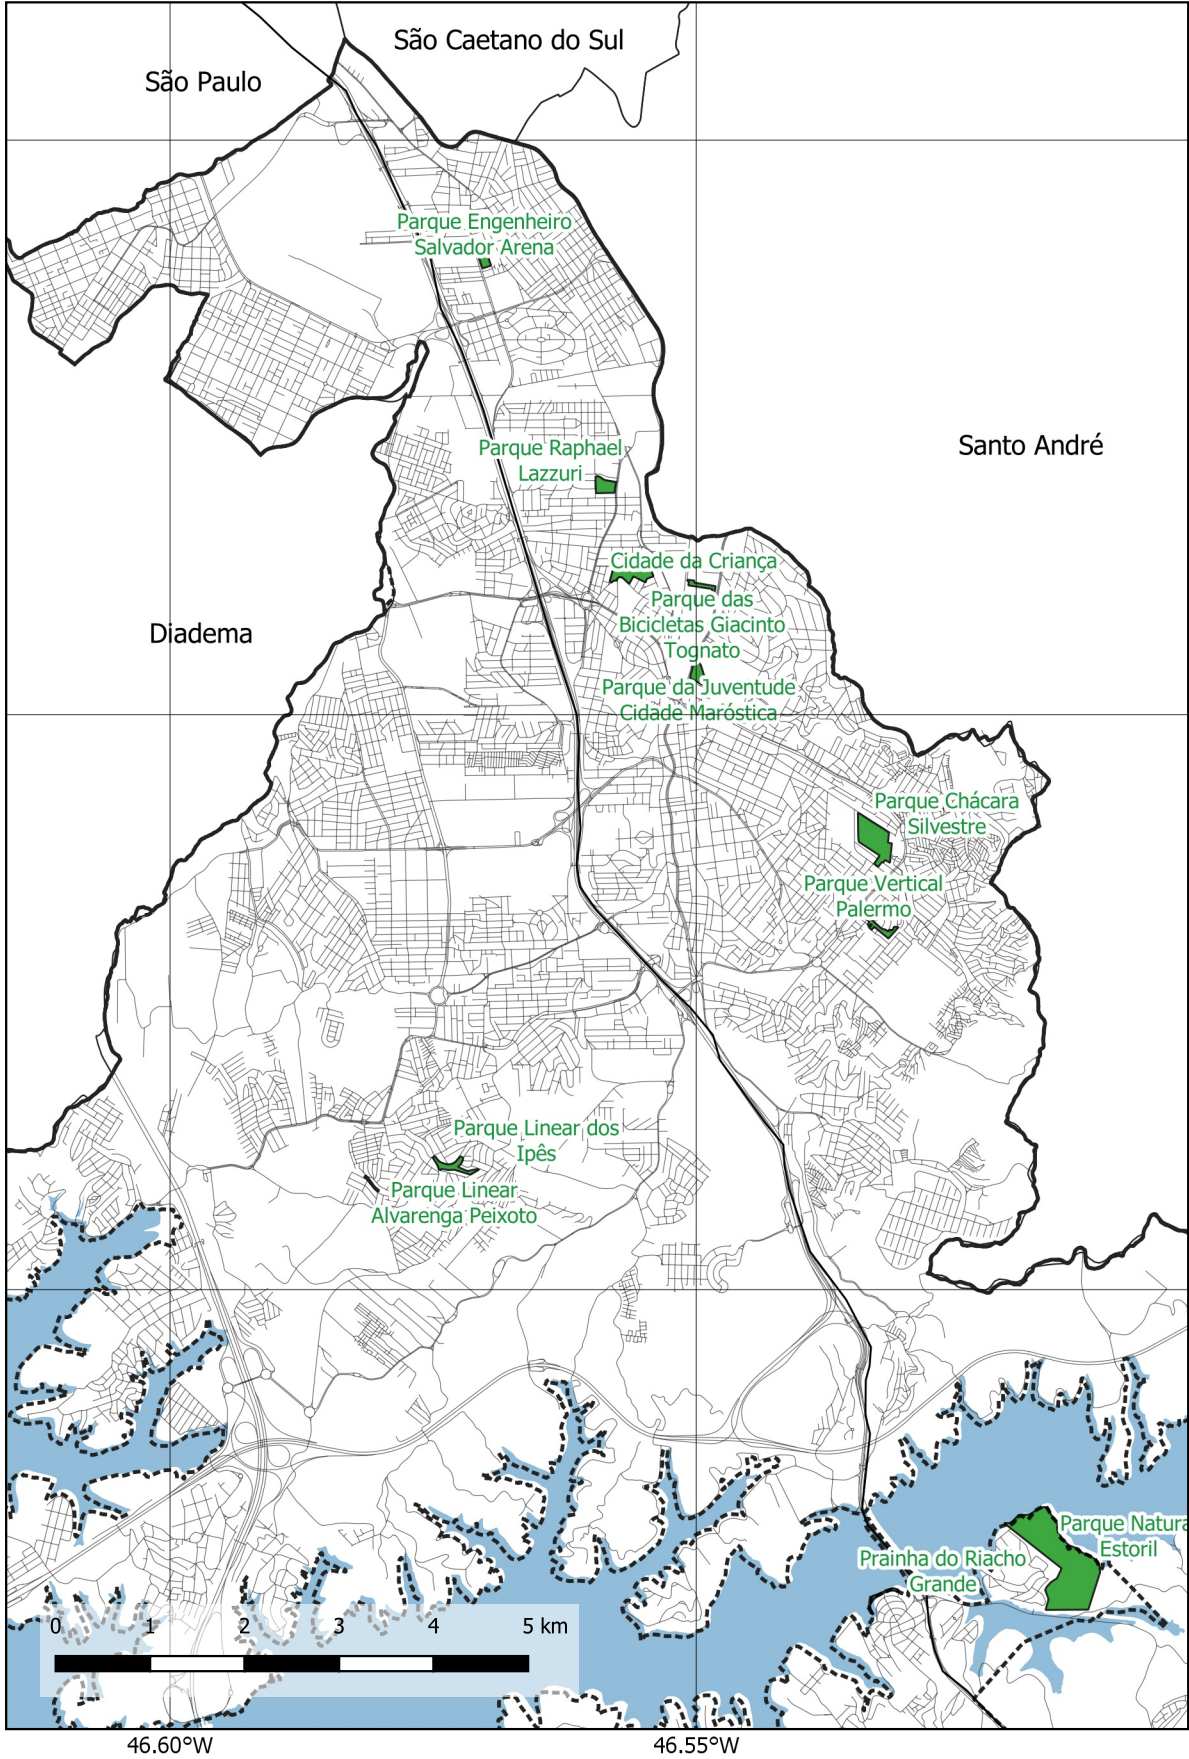 São Caetano do Sul
São Paulo
Parque Engenheiro
Salvador Arena
Parque Raphael
Lazzuri
Santo André
Cidade da Criança
Parque das
Bicicletas Giacinto
Tognato
Diadema
Parque da Juventude
Cidade Maróstica
Parque Chácara
Silvestre
Parque Vertical
Palermo
Parque Linear dos
Ipês
Parque Linear
Alvarenga Peixoto
Parque Natura
Estoril
Prainha do Riacho
Grande
0 1 2 3 4 5 km
46.60°W 46.55°W